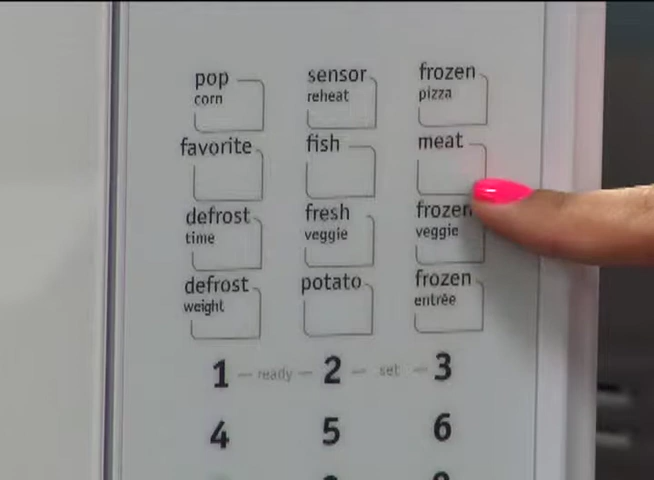 pop sensor frozen
corn reheat pizza
favorite fish meat
defrost fresh frozen
time veggie veggie
defrost potato frozen
weight entrée
1 ready 2 set 3
4 5 6